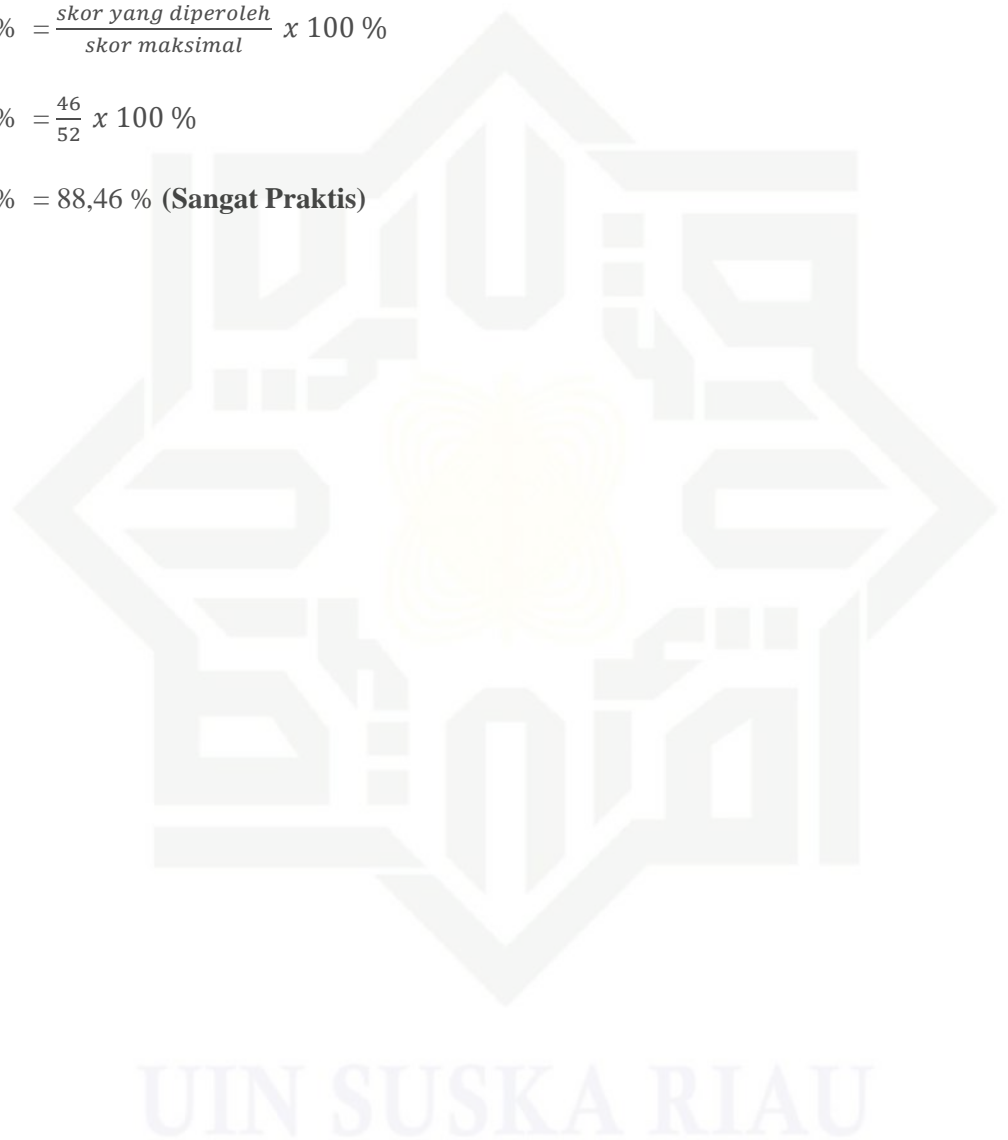 % = skor yang diperoleh / skor maksimal x 100 %
% = 46 / 52 x 100 %
% = 88,46 % (Sangat Praktis)
UIN SUSKA RIAU